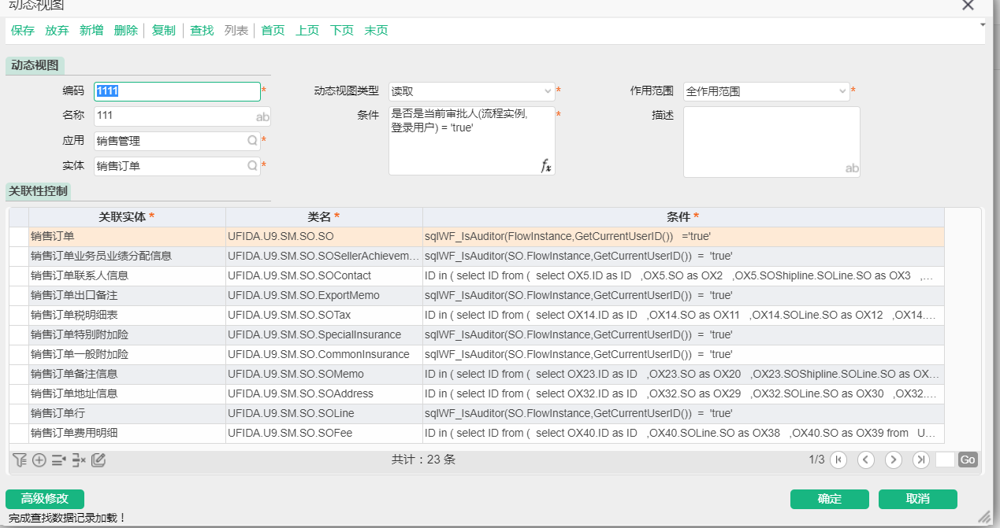 动态视图
保存 放弃 新增 删除 复制 查找 列表 首页 上页 下页 末页
动态视图
编码 1111 * 动态视图类型 读取 * 作用范围 全作用范围 *
名称 111 ab 条件 是否是当前审批人(流程实例,
登录用户) = 'true' * 描述 ab
应用 销售管理 *
实体 销售订单 *
fx
关联性控制
关联实体 * 类名 * 条件 *
销售订单 UFIDA.U9.SM.SO.SO sqlWF_IsAuditor(FlowInstance,GetCurrentUserID()) ='true'
销售订单业务员业绩分配信息 UFIDA.U9.SM.SO.SOSellerAchievem... sqlWF_IsAuditor(SO.FlowInstance,GetCurrentUserID()) = 'true'
销售订单联系人信息 UFIDA.U9.SM.SO.SOContact ID in ( select ID from ( select OX5.ID as ID ,OX5.SO as OX2 ,OX5.SOShipline.SOLine.SO as OX3 ,...
销售订单出口备注 UFIDA.U9.SM.SO.ExportMemo sqlWF_IsAuditor(SO.FlowInstance,GetCurrentUserID()) = 'true'
销售订单税明细表 UFIDA.U9.SM.SO.SOTax ID in ( select ID from ( select OX14.ID as ID ,OX14.SO as OX11 ,OX14.SOLine.SO as OX12 ,OX14....
销售订单特别附加险 UFIDA.U9.SM.SO.SpecialInsurance sqlWF_IsAuditor(SO.FlowInstance,GetCurrentUserID()) = 'true'
销售订单一般附加险 UFIDA.U9.SM.SO.CommonInsurance sqlWF_IsAuditor(SO.FlowInstance,GetCurrentUserID()) = 'true'
销售订单备注信息 UFIDA.U9.SM.SO.SOMemo ID in ( select ID from ( select OX23.ID as ID ,OX23.SO as OX20 ,OX23.SOShipline.SOLine.SO as OX...
销售订单地址信息 UFIDA.U9.SM.SO.SOAddress ID in ( select ID from ( select OX32.ID as ID ,OX32.SO as OX29 ,OX32.SOLine.SO as OX30 ,OX32....
销售订单行 UFIDA.U9.SM.SO.SOLine sqlWF_IsAuditor(SO.FlowInstance,GetCurrentUserID()) = 'true'
销售订单费用明细 UFIDA.U9.SM.SO.SOFee ID in ( select ID from ( select OX40.ID as ID ,OX40.SOLine.SO as OX38 ,OX40.SO as OX39 from U...
共计：23 条 1/3 Go
高级修改 确定 取消
完成查找数据记录加载！